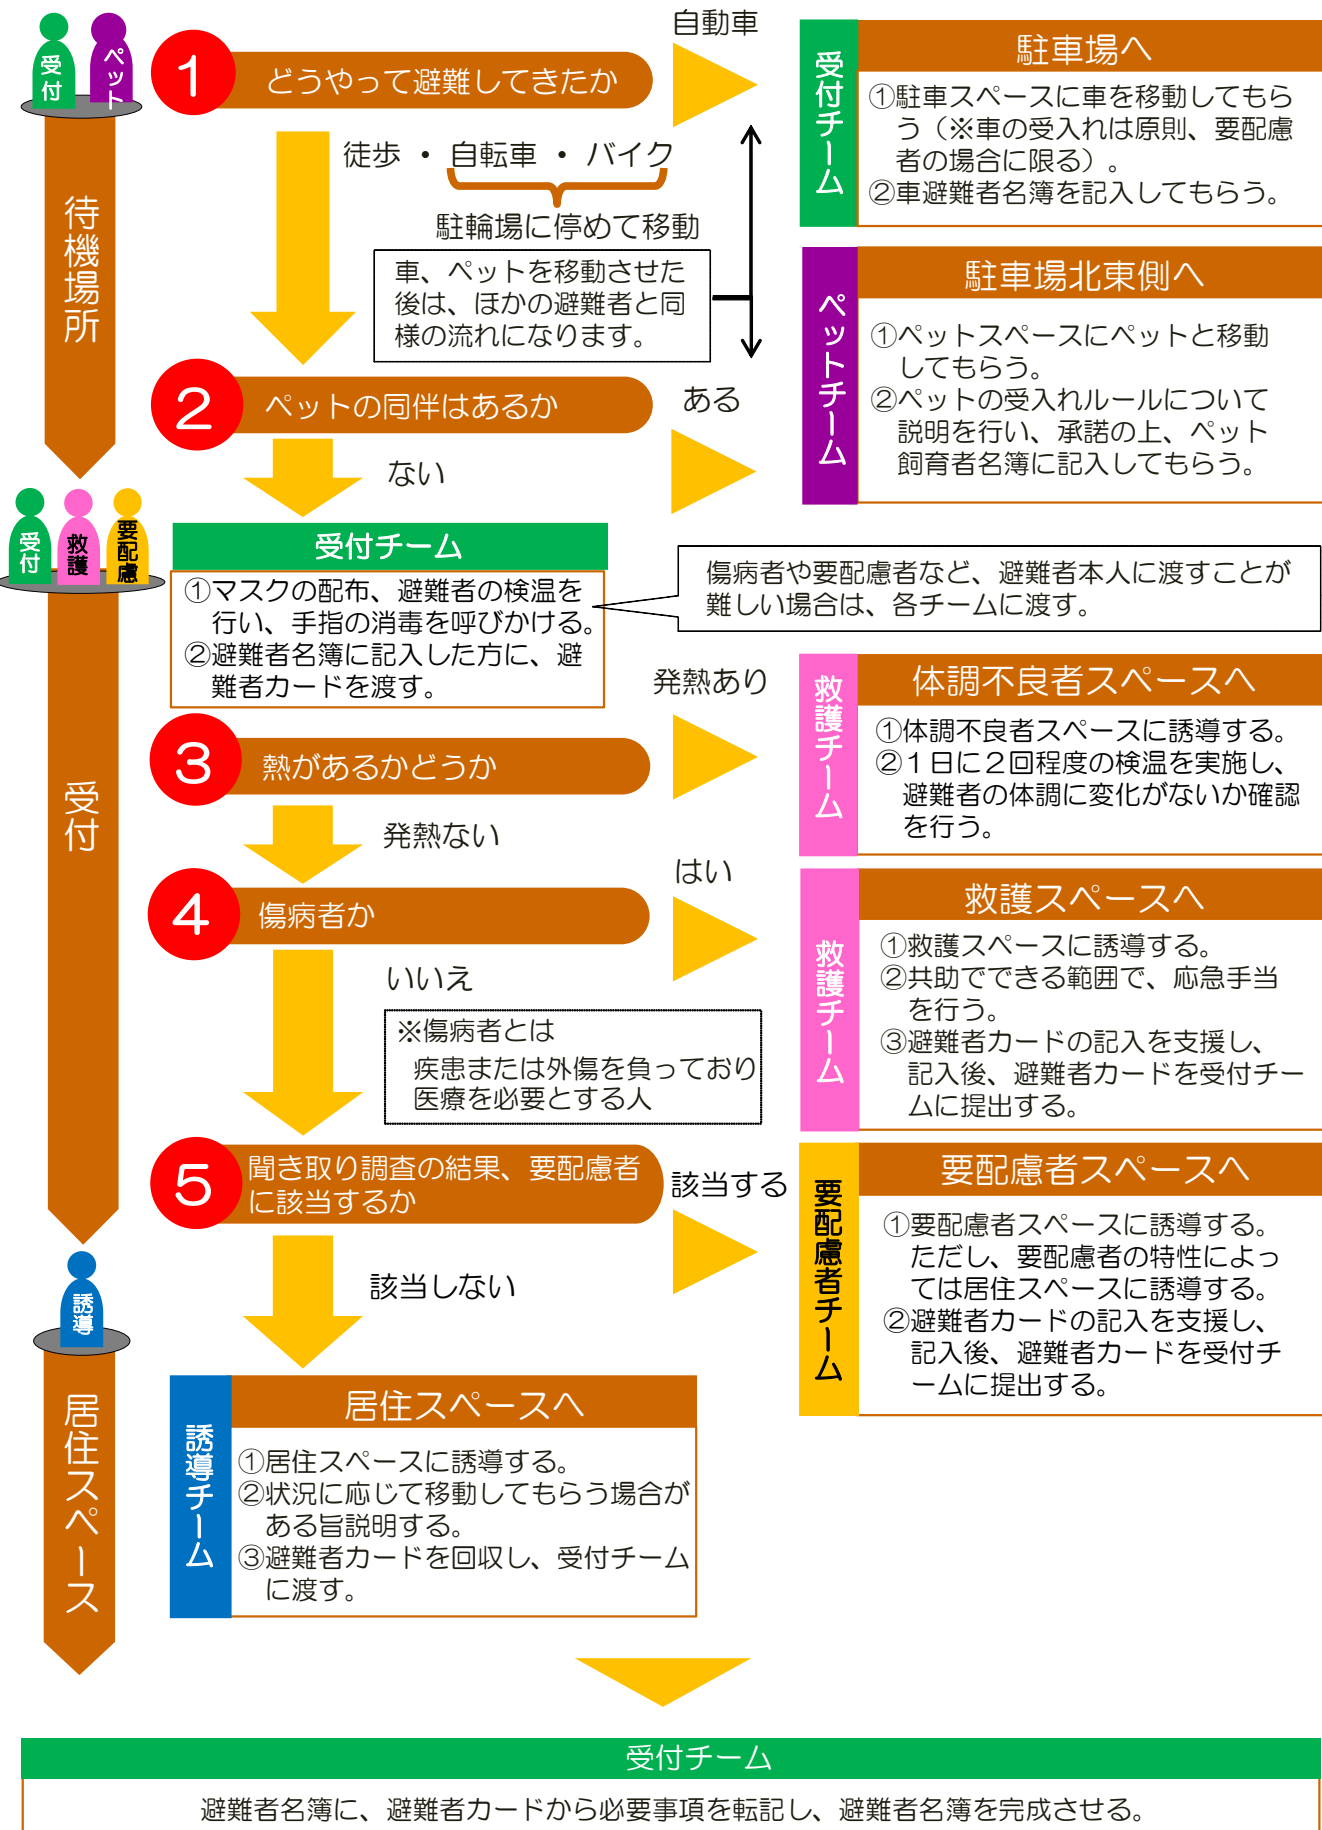 受付
ペット
1
どうやって避難してきたか
自動車
受付チーム
駐車場へ
①駐車スペースに車を移動してもら
う（※車の受入れは原則、要配慮
者の場合に限る）。
②車避難者名簿を記入してもらう。
徒歩 ・ 自転車 ・ バイク
駐輪場に停めて移動
車、ペットを移動させた
後は、ほかの避難者と同
様の流れになります。
待機場所
ペットチーム
駐車場北東側へ
①ペットスペースにペットと移動
してもらう。
②ペットの受入れルールについて
説明を行い、承諾の上、ペット
飼育者名簿に記入してもらう。
2
ペットの同伴はあるか
ある
ない
受付
救護
要配慮
受付チーム
①マスクの配布、避難者の検温を
行い、手指の消毒を呼びかける。
②避難者名簿に記入した方に、避
難者カードを渡す。
傷病者や要配慮者など、避難者本人に渡すことが
難しい場合は、各チームに渡す。
受付
3
熱があるかどうか
発熱あり
救護チーム
体調不良者スペースへ
①体調不良者スペースに誘導する。
②１日に２回程度の検温を実施し、
避難者の体調に変化がないか確認
を行う。
発熱ない
4
傷病者か
はい
救護チーム
救護スペースへ
①救護スペースに誘導する。
②共助でできる範囲で、応急手当
を行う。
③避難者カードの記入を支援し、
記入後、避難者カードを受付チー
ムに提出する。
いいえ
※傷病者とは
疾患または外傷を負っており
医療を必要とする人
5
聞き取り調査の結果、要配慮者
に該当するか
該当する
要配慮者チーム
要配慮者スペースへ
①要配慮者スペースに誘導する。
ただし、要配慮者の特性によっ
ては居住スペースに誘導する。
②避難者カードの記入を支援し、
記入後、避難者カードを受付チ
ームに提出する。
該当しない
誘導
居住スペース
誘導チーム
居住スペースへ
①居住スペースに誘導する。
②状況に応じて移動してもらう場合が
ある旨説明する。
③避難者カードを回収し、受付チーム
に渡す。
受付チーム
避難者名簿に、避難者カードから必要事項を転記し、避難者名簿を完成させる。